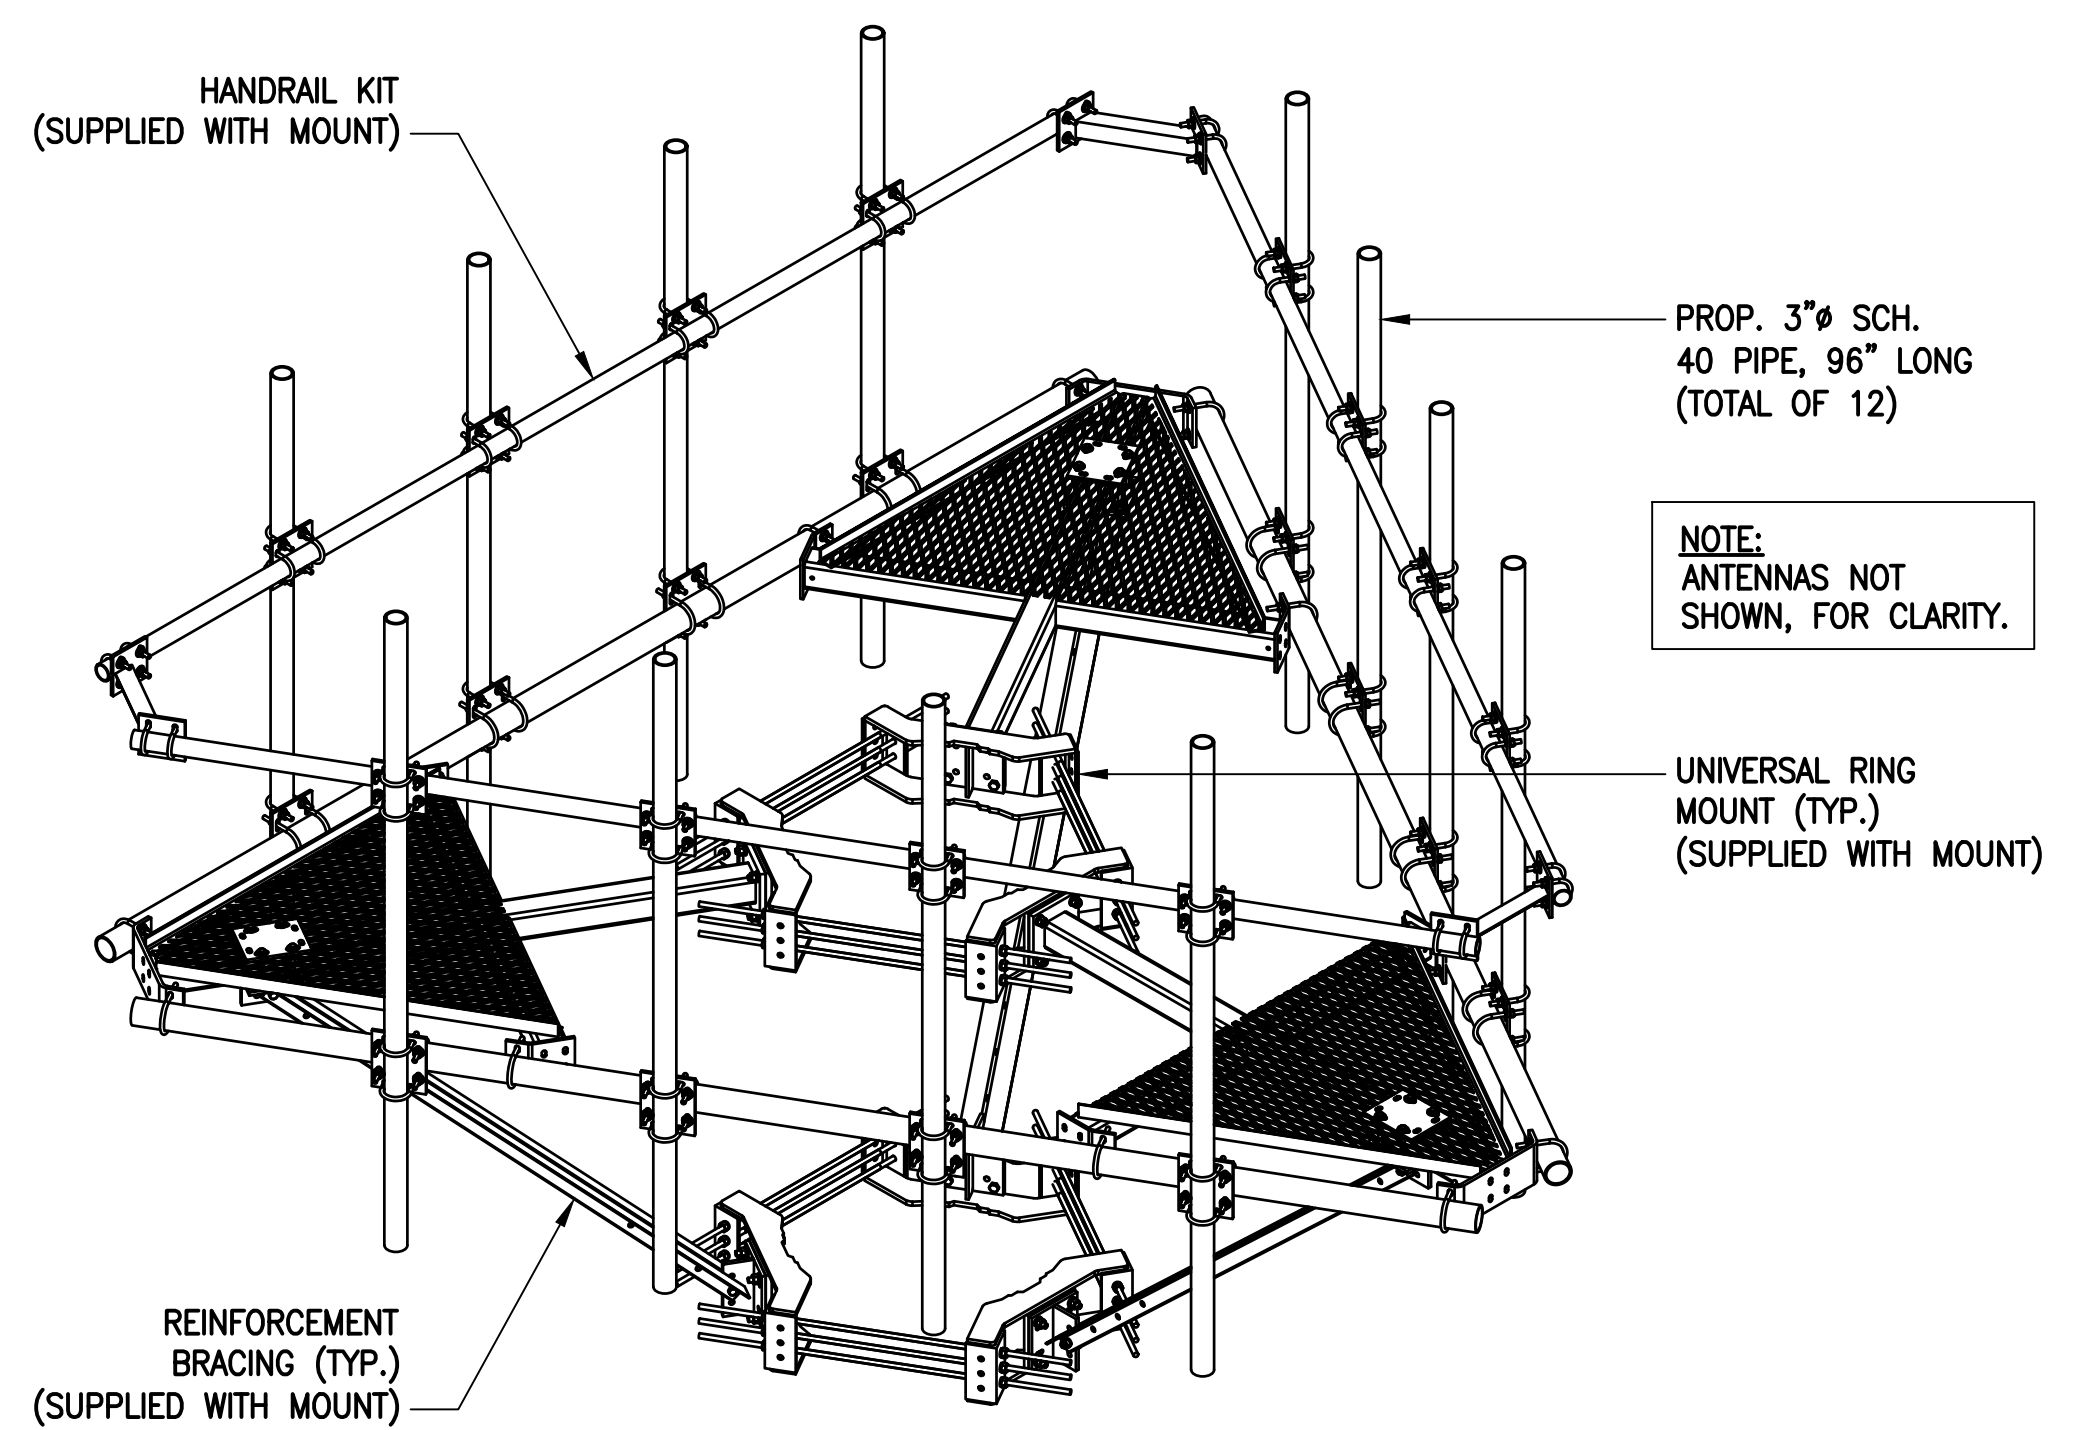 HANDRAIL KIT
(SUPPLIED WITH MOUNT)
PROP. 3"ø SCH.
40 PIPE, 96" LONG
(TOTAL OF 12)
NOTE:
ANTENNAS NOT
SHOWN, FOR CLARITY.
UNIVERSAL RING
MOUNT (TYP.)
(SUPPLIED WITH MOUNT)
REINFORCEMENT
BRACING (TYP.)
(SUPPLIED WITH MOUNT)